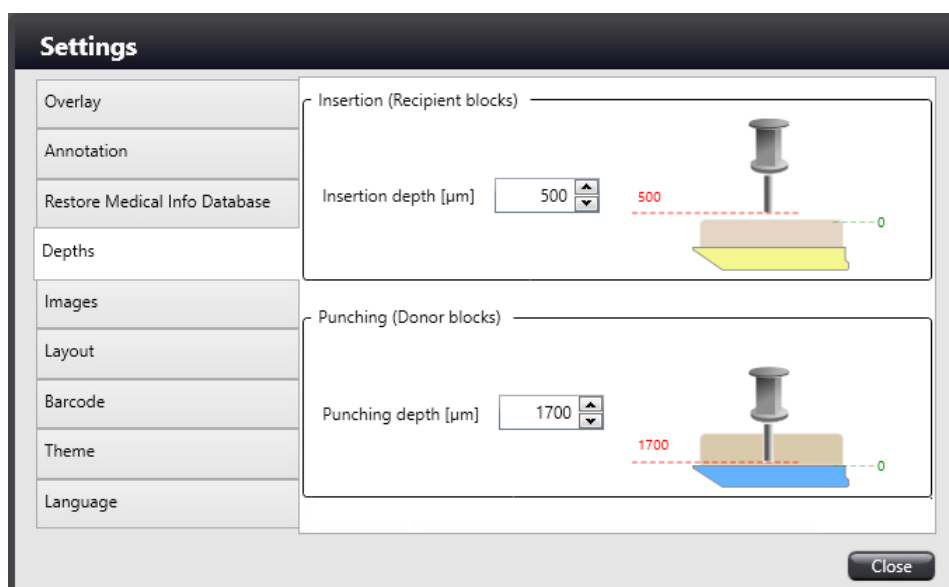 Settings
Overlay
Annotation
Restore Medical Info Database
Depths
Images
Layout
Barcode
Theme
Language
Insertion (Recipient blocks)
Insertion depth [µm] 500
500
0
Punching (Donor blocks)
Punching depth [µm] 1700
1700
0
Close